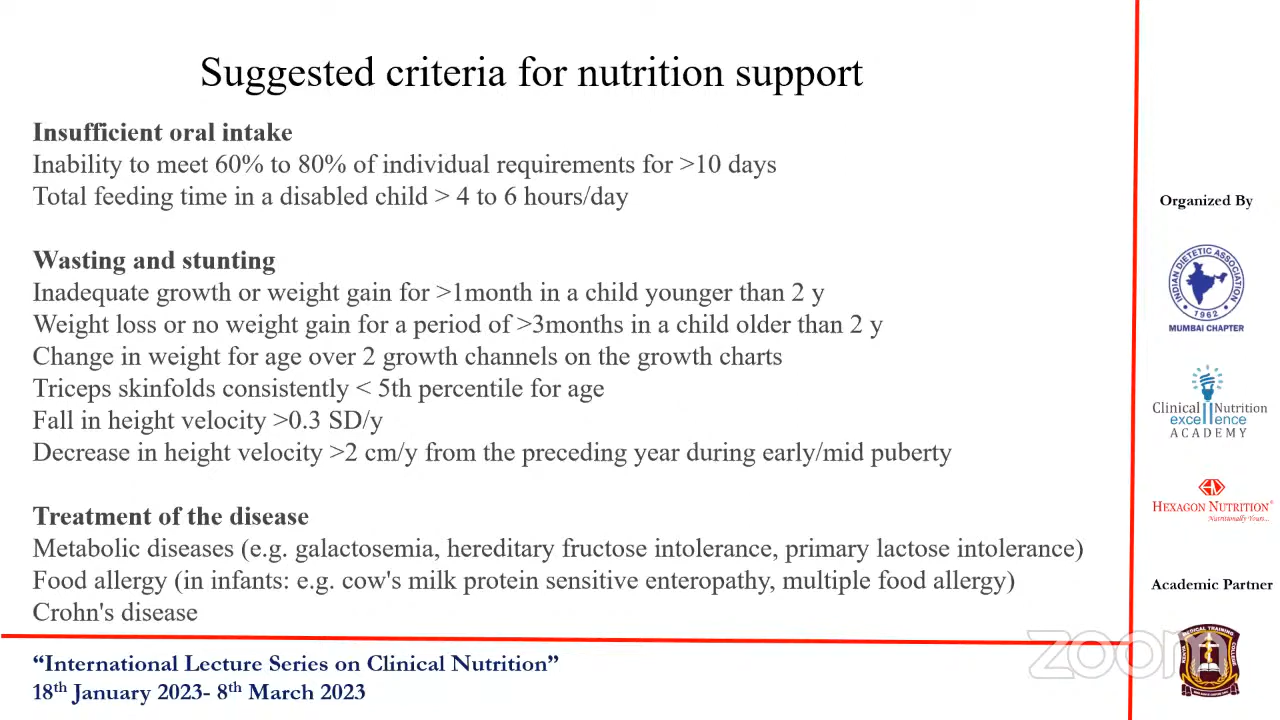 Suggested criteria for nutrition support
Insufficient oral intake
Inability to meet 60% to 80% of individual requirements for >10 days
Total feeding time in a disabled child > 4 to 6 hours/day
Wasting and stunting
Inadequate growth or weight gain for >1month in a child younger than 2 y
Weight loss or no weight gain for a period of >3months in a child older than 2 y
Change in weight for age over 2 growth channels on the growth charts
Triceps skinfolds consistently < 5th percentile for age
Fall in height velocity >0.3 SD/y
Decrease in height velocity >2 cm/y from the preceding year during early/mid puberty
Treatment of the disease
Metabolic diseases (e.g. galactosemia, hereditary fructose intolerance, primary lactose intolerance)
Food allergy (in infants: e.g. cow's milk protein sensitive enteropathy, multiple food allergy)
Crohn's disease
“International Lecture Series on Clinical Nutrition”
18th January 2023- 8th March 2023
Organized By
INDIAN DIETETIC ASSOCIATION
1962
MUMBAI CHAPTER
Clinical Nutrition
excellence
ACADEMY
HEXAGON NUTRITION®
Nutritionally Yours...
Academic Partner
zoom
MEDICAL TRAINING